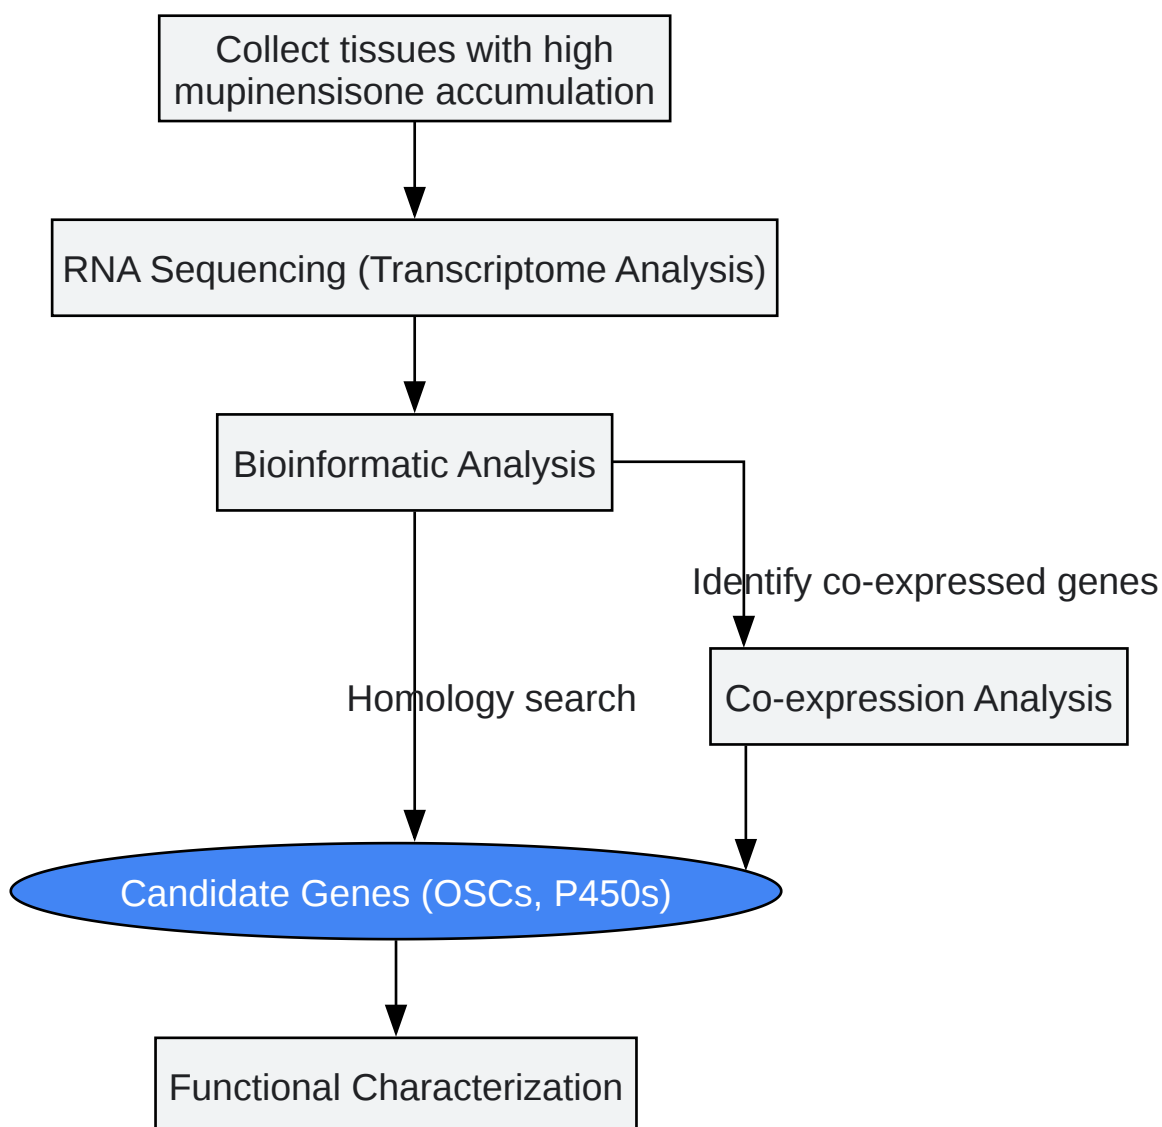 Collect tissues with high
mupinensisone accumulation
RNA Sequencing (Transcriptome Analysis)
Bioinformatic Analysis
Identify co-expressed genes
Homology search
Co-expression Analysis
Candidate Genes (OSCs, P450s)
Functional Characterization